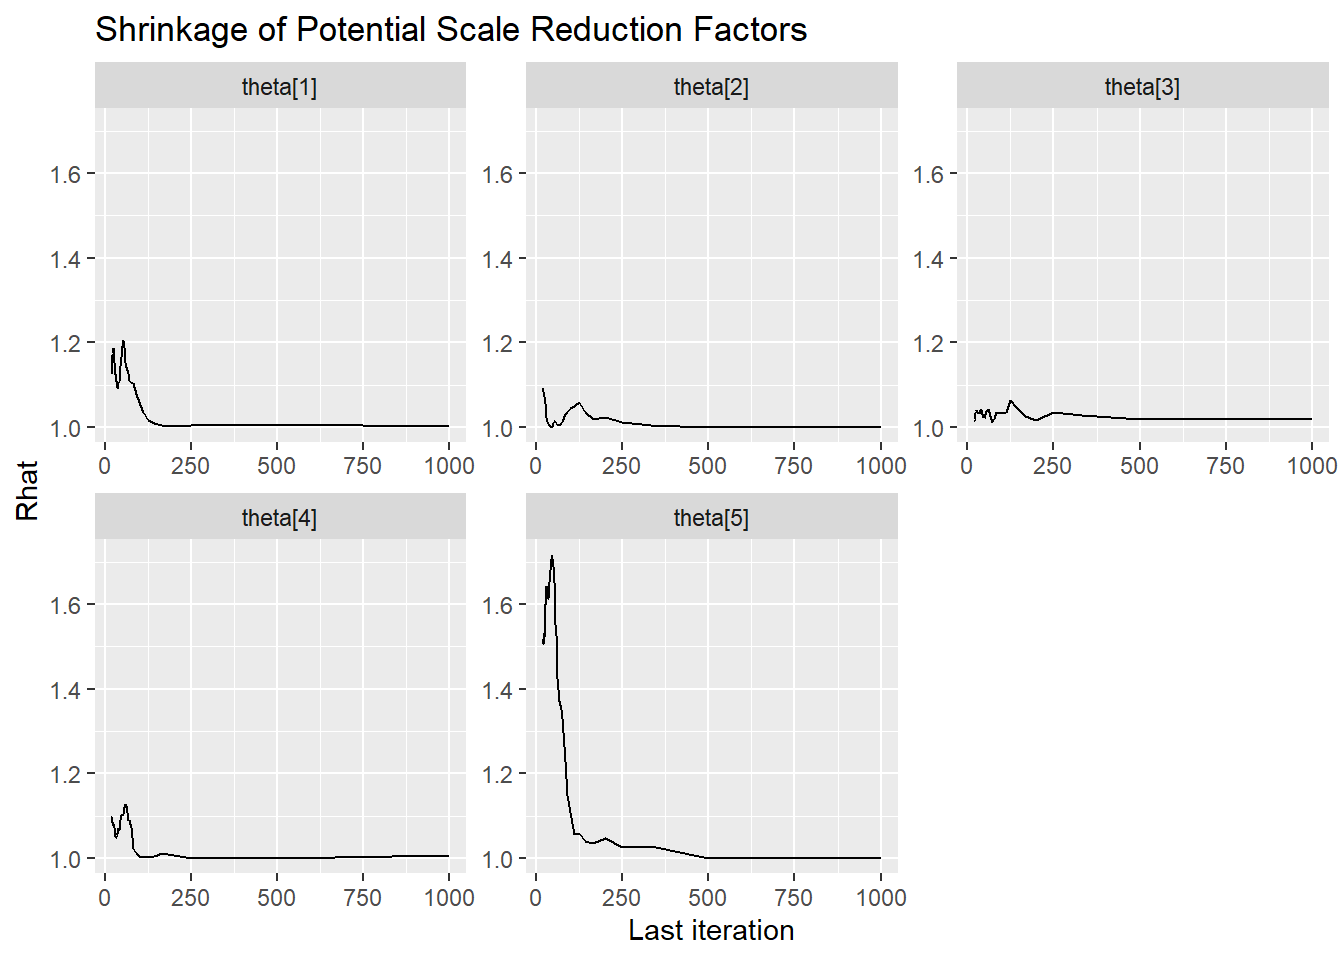 Shrinkage of Potential Scale Reduction Factors
theta[1] theta[2] theta[3]
1.6 1.6 1.6
1.4 1.4 1.4
1.2 1.2 1.2
1.0 1.0 1.0
0 250 500 750 1000 0 250 500 750 1000 0 250 500 750 1000
Rhat
theta[4] theta[5]
1.6 1.6
1.4 1.4
1.2 1.2
1.0 1.0
0 250 500 750 1000 0 250 500 750 1000
Last iteration